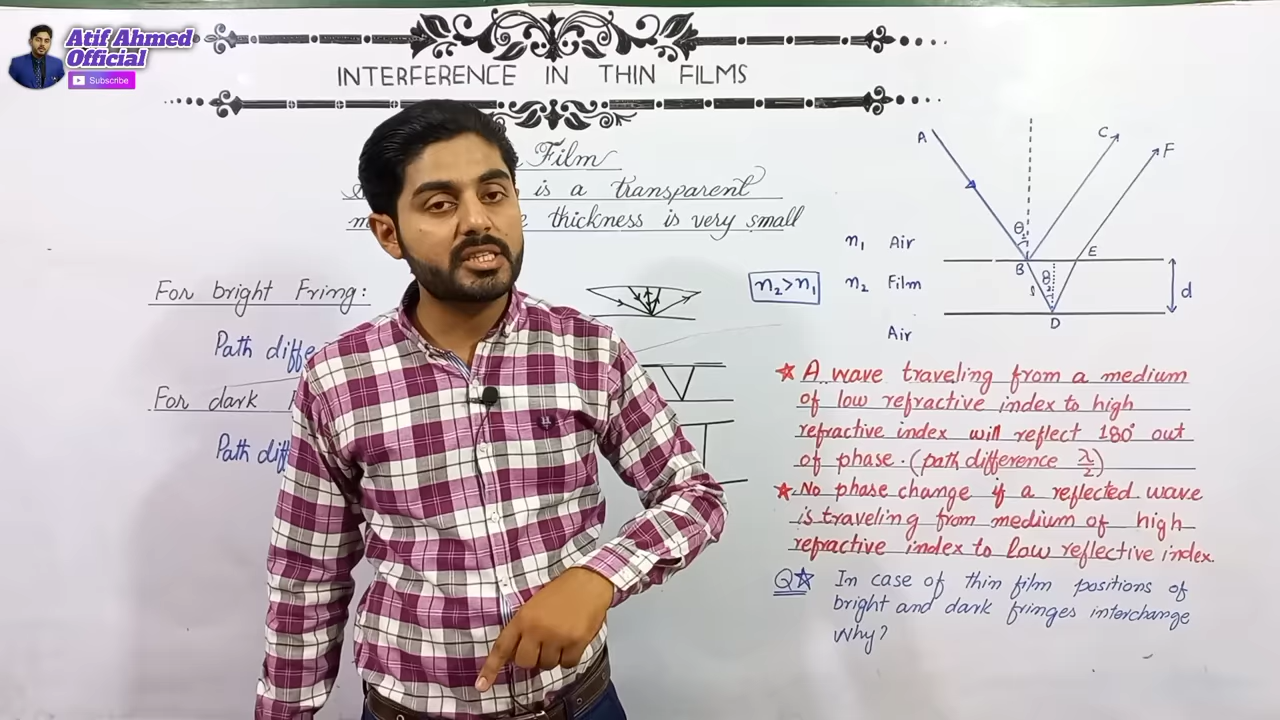 Atif Ahmed
Official
Subscribe
INTERFERENCE IN THIN FILMS
Film
is a transparent
thickness is very small
For bright Fring:
Path diffe
For dark
Path diff
A
C
F
θ
B
E
θ
D
d
n₁ Air
n₂>n₁
n₂ Film
Air
A wave traveling from a medium
of low refractive index to high
refractive index will reflect 180° out
of phase. (path difference λ/2)
No phase change if a reflected wave
is traveling from medium of high
refractive index to low reflective index.
Q In case of thin film positions of
bright and dark fringes interchange
Why?